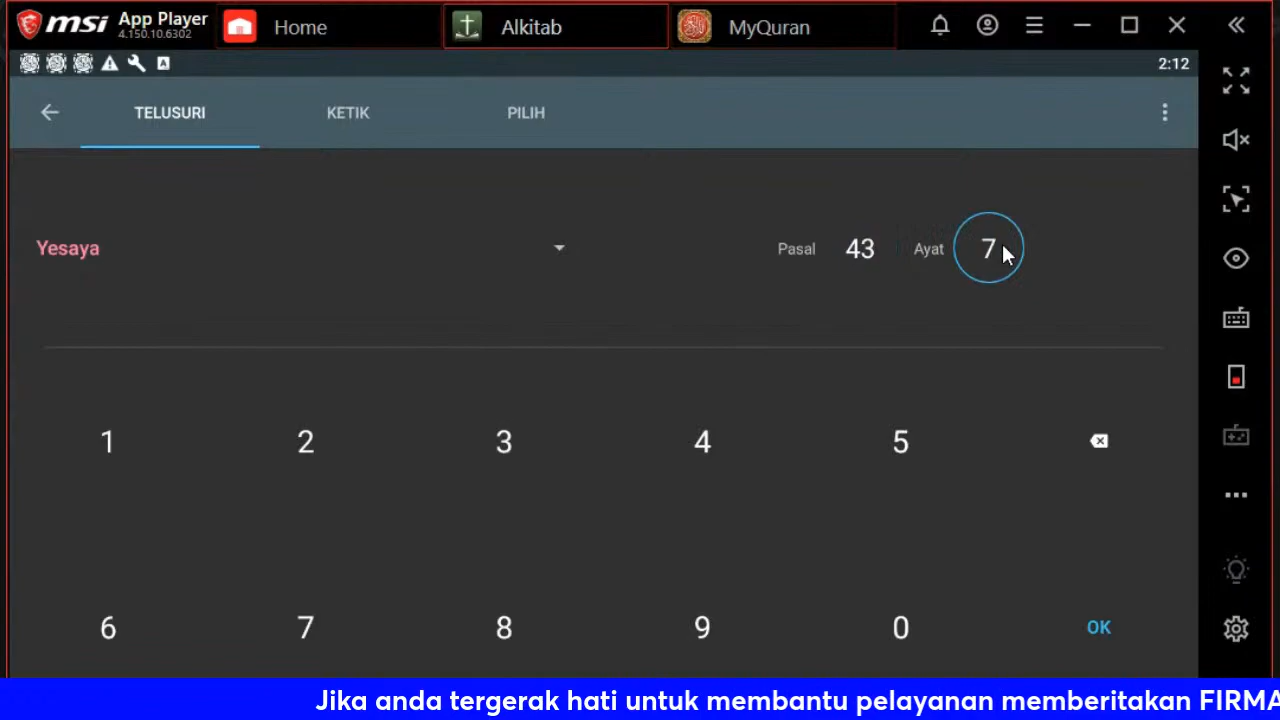 msi App Player
4.150.10.6302
Home
Alkitab
MyQuran
2:12
TELUSURI
KETIK
PILIH
Yesaya
Pasal 43 Ayat 7
1 2 3 4 5
6 7 8 9 0 OK
Jika anda tergerak hati untuk membantu pelayanan memberitakan FIRMA